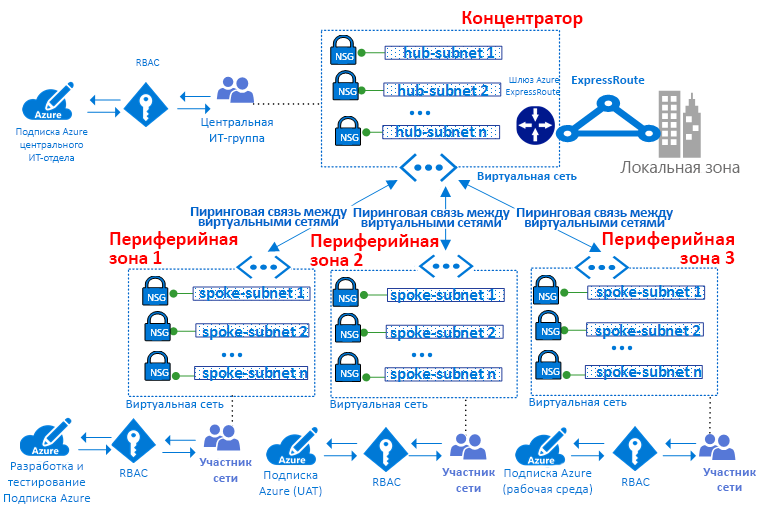 Концентратор
NSG
hub-subnet 1
RBAC
Шлюз Azure
ExpressRoute
ExpressRoute
NSG
hub-subnet 2
Azure
Подписка Azure
центрального
ИТ-отдела
Центральная
ИТ-группа
...
NSG
hub-subnet n
Локальная зона
Виртуальная сеть
Пиринговая связь между
виртуальными сетями
Пиринговая связь между
виртуальными сетями
Пиринговая связь между
виртуальными сетями
Периферийная
зона 1
Периферийная
зона 2
Периферийная
зона 3
NSG
spoke-subnet 1
NSG
spoke-subnet 2
...
NSG
spoke-subnet n
Виртуальная сеть
NSG
spoke-subnet 1
NSG
spoke-subnet 2
...
NSG
spoke-subnet n
Виртуальная сеть
NSG
spoke-subnet 1
NSG
spoke-subnet 2
...
NSG
spoke-subnet n
Виртуальная сеть
Azure
Разработка и
тестирование
Подписка Azure
RBAC
Участник
сети
Azure
Подписка
Azure (UAT)
RBAC
Участник
сети
Azure
Подписка Azure
(рабочая среда)
RBAC
Участник
сети